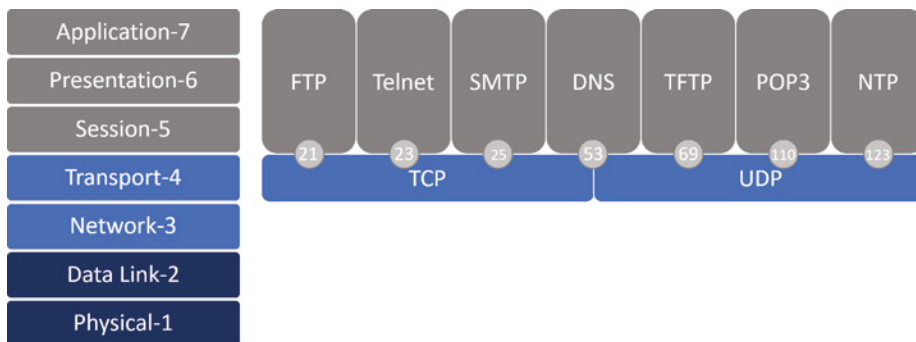 Application-7
Presentation-6
Session-5
Transport-4
Network-3
Data Link-2
Physical-1
FTP Telnet SMTP DNS TFTP POP3 NTP
21 23 25 53 69 110 123
TCP UDP